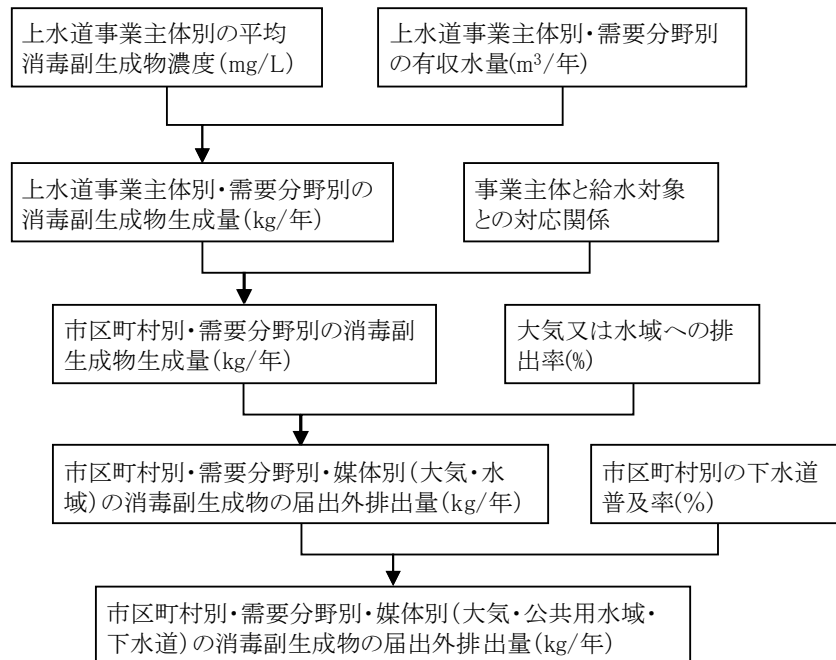 上水道事業主体別の平均
消毒副生成物濃度(mg/L)
上水道事業主体別・需要分野別
の有収水量(m³/年)
上水道事業主体別・需要分野別の
消毒副生成物生成量(kg/年)
事業主体と給水対象
との対応関係
市区町村別・需要分野別の消毒副
生成物生成量(kg/年)
大気又は水域への排
出率(%)
市区町村別・需要分野別・媒体別(大気・水
域)の消毒副生成物の届出外排出量(kg/年)
市区町村別の下水道
普及率(%)
市区町村別・需要分野別・媒体別(大気・公共用水域・
下水道)の消毒副生成物の届出外排出量(kg/年)